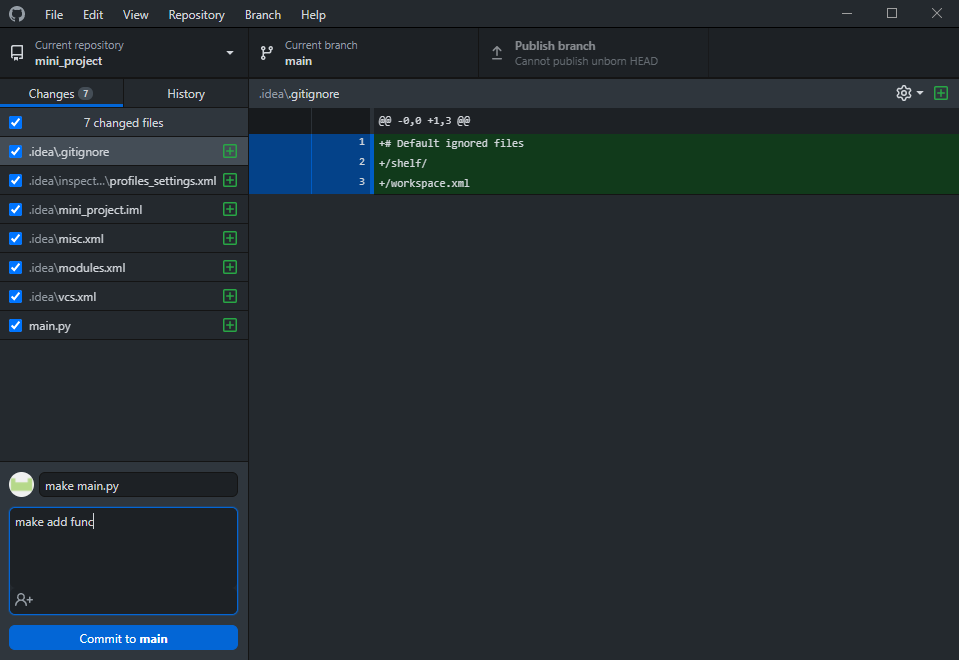 File Edit View Repository Branch Help
Current repository
mini_project
Current branch
main
Publish branch
Cannot publish unborn HEAD
Changes 7 History
7 changed files
.idea\.gitignore
.idea\inspect...\profiles_settings.xml
.idea\mini_project.iml
.idea\misc.xml
.idea\modules.xml
.idea\vcs.xml
main.py
make main.py
make add func
Commit to main
.idea\.gitignore
@@ -0,0 +1,3 @@
1 +# Default ignored files
2 +/shelf/
3 +/workspace.xml